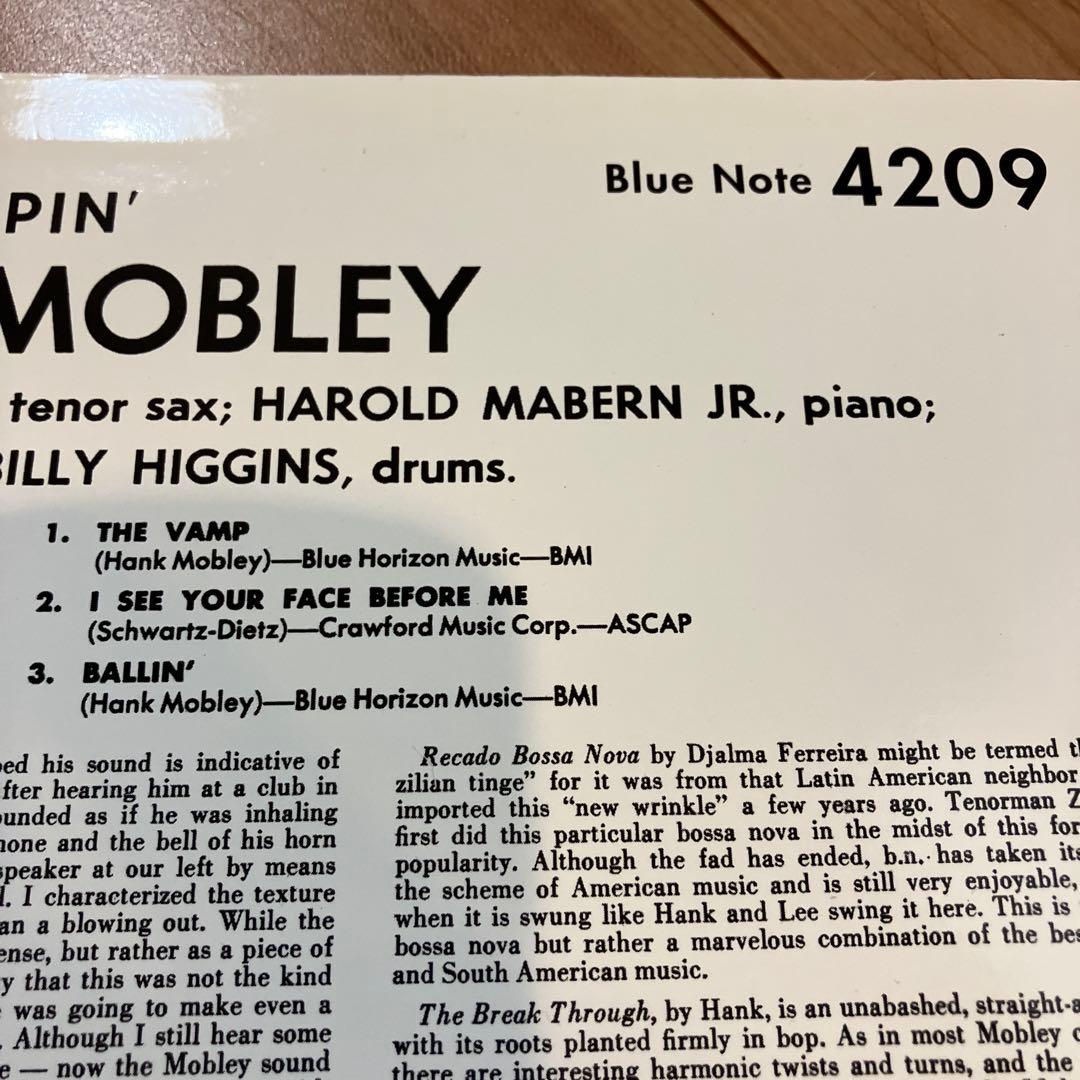 Blue Note 4209
PIN'
MOBLEY
tenor sax; HAROLD MABERN JR., piano;
BILLY HIGGINS, drums.
1. THE VAMP
(Hank Mobley)—Blue Horizon Music—BMI
2. I SEE YOUR FACE BEFORE ME
(Schwartz-Dietz)—Crawford Music Corp.—ASCAP
3. BALLIN'
(Hank Mobley)—Blue Horizon Music—BMI
his sound is indicative of
after hearing him at a club in
as if he was inhaling
and the bell of his horn
speaker at our left by means
I characterized the texture
a blowing out. While the
but rather as a piece of
that this was not the kind
was going to make even a
Although I still hear some
— now the Mobley sound
Recado Bossa Nova by Djalma Ferreira might be termed
zilian tinge” for it was from that Latin American neighbor
imported this “new wrinkle” a few years ago. Tenorman Z
first did this particular bossa nova in the midst of this
popularity. Although the fad has ended, b.n. has taken its
the scheme of American music and is still very enjoyable,
when it is swung like Hank and Lee swing it here. This is
bossa nova but rather a marvelous combination of the
and South American music.
The Break Through, by Hank, is an unabashed,
with its roots planted firmly in bop. As in most Mobley
there are interesting harmonic twists and turns, and the